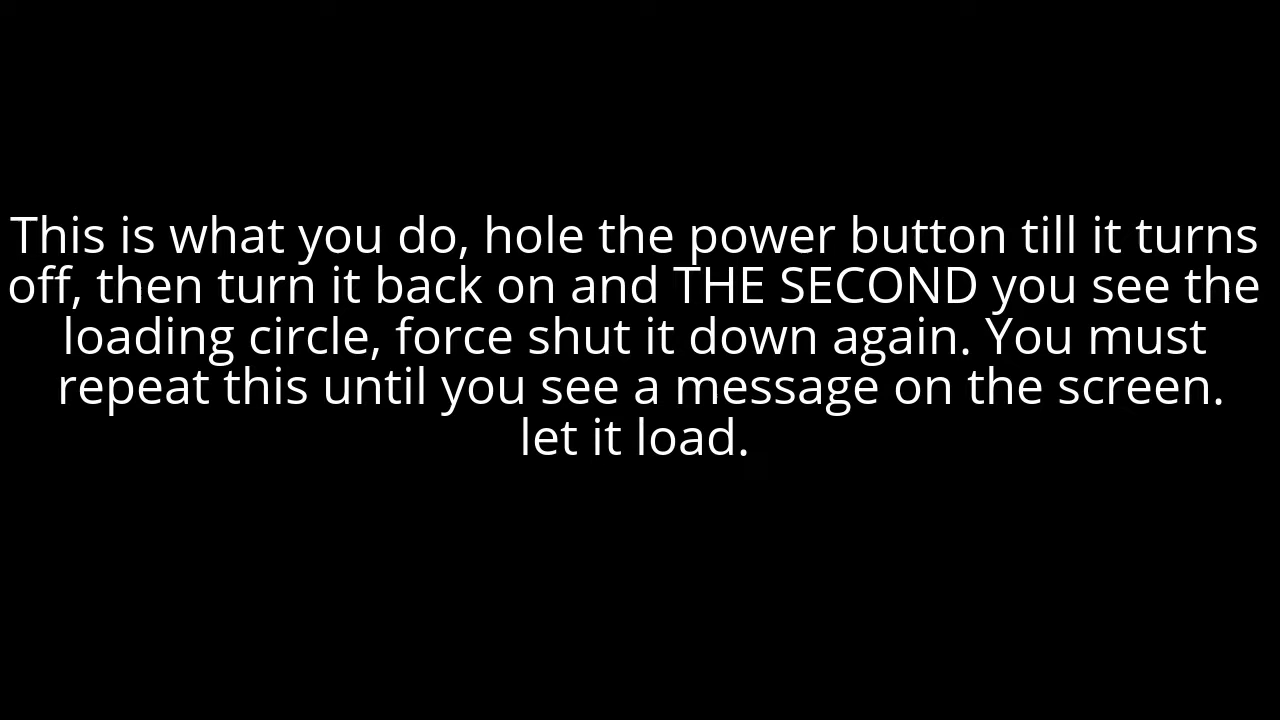 This is what you do, hole the power button till it turns
off, then turn it back on and THE SECOND you see the
loading circle, force shut it down again. You must
repeat this until you see a message on the screen.
let it load.